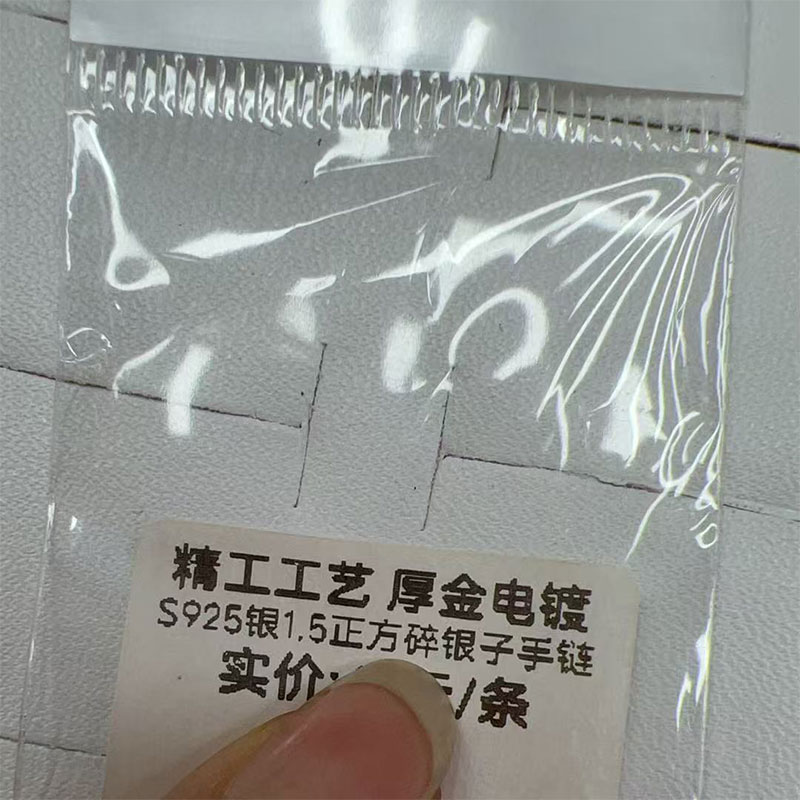 精工工艺 厚金电镀
S925银1.5正方碎银子手链
实价: /条